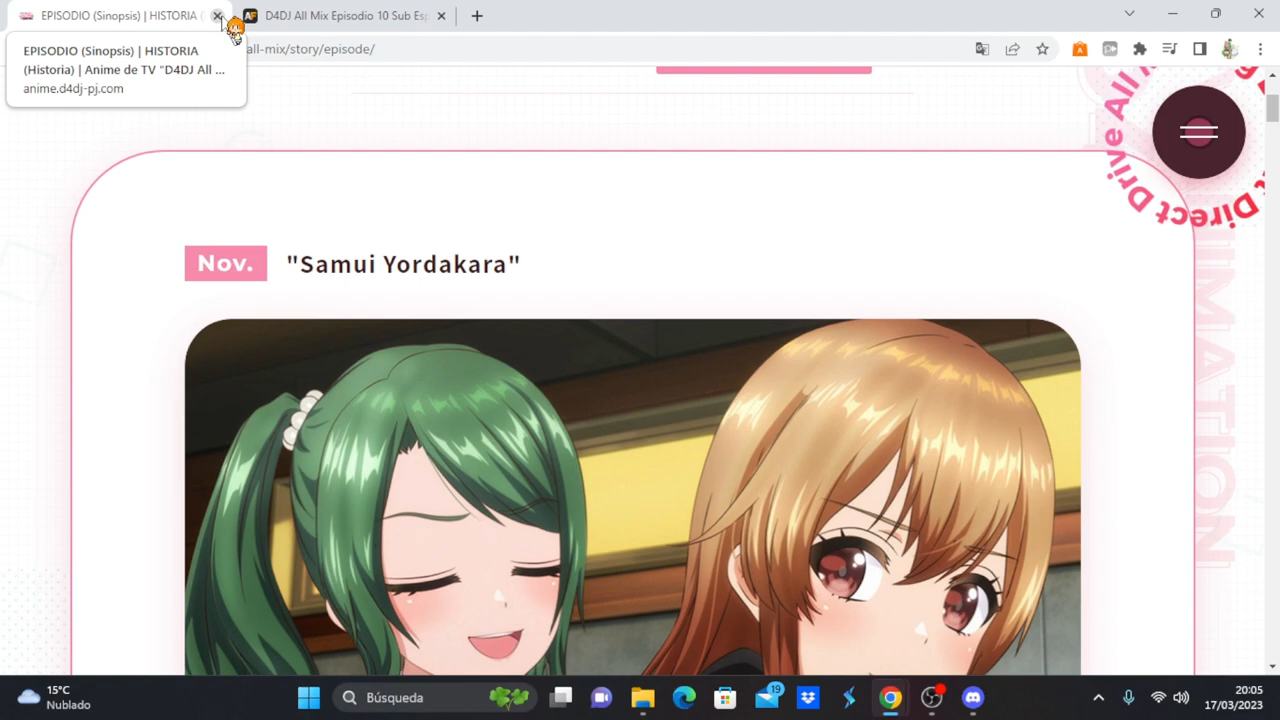 EPISODIO (Sinopsis) | HISTORIA (
D4DJ All Mix Episodio 10 Sub Esp
EPISODIO (Sinopsis) | HISTORIA
(Historia) | Anime de TV "D4DJ All ...
anime.d4dj-pj.com
all-mix/story/episode/
Direct Drive All
Nov.
"Samui Yordakara"
IMATION
15°C
Nublado
Búsqueda
19
20:05
17/03/2023